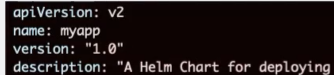 apiVersion: v2
name: myapp
version: "1.0"
description: "A Helm Chart for deploying